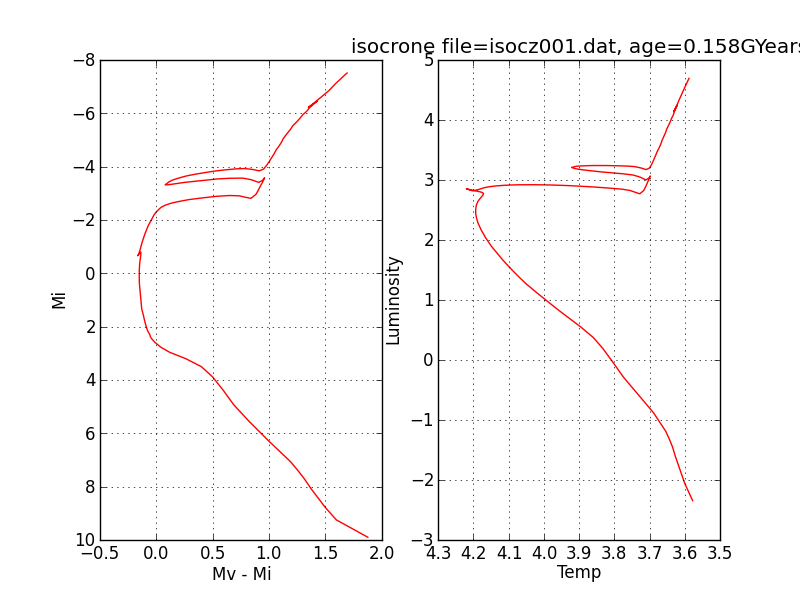 isocrone file=isocz001.dat, age=0.158GYears
−8
−6
−4
−2
0
2
4
6
8
10
Mi
−0.5 0.0 0.5 1.0 1.5 2.0
Mv - Mi
5
4
3
2
1
0
−1
−2
−3
Luminosity
4.3 4.2 4.1 4.0 3.9 3.8 3.7 3.6 3.5
Temp